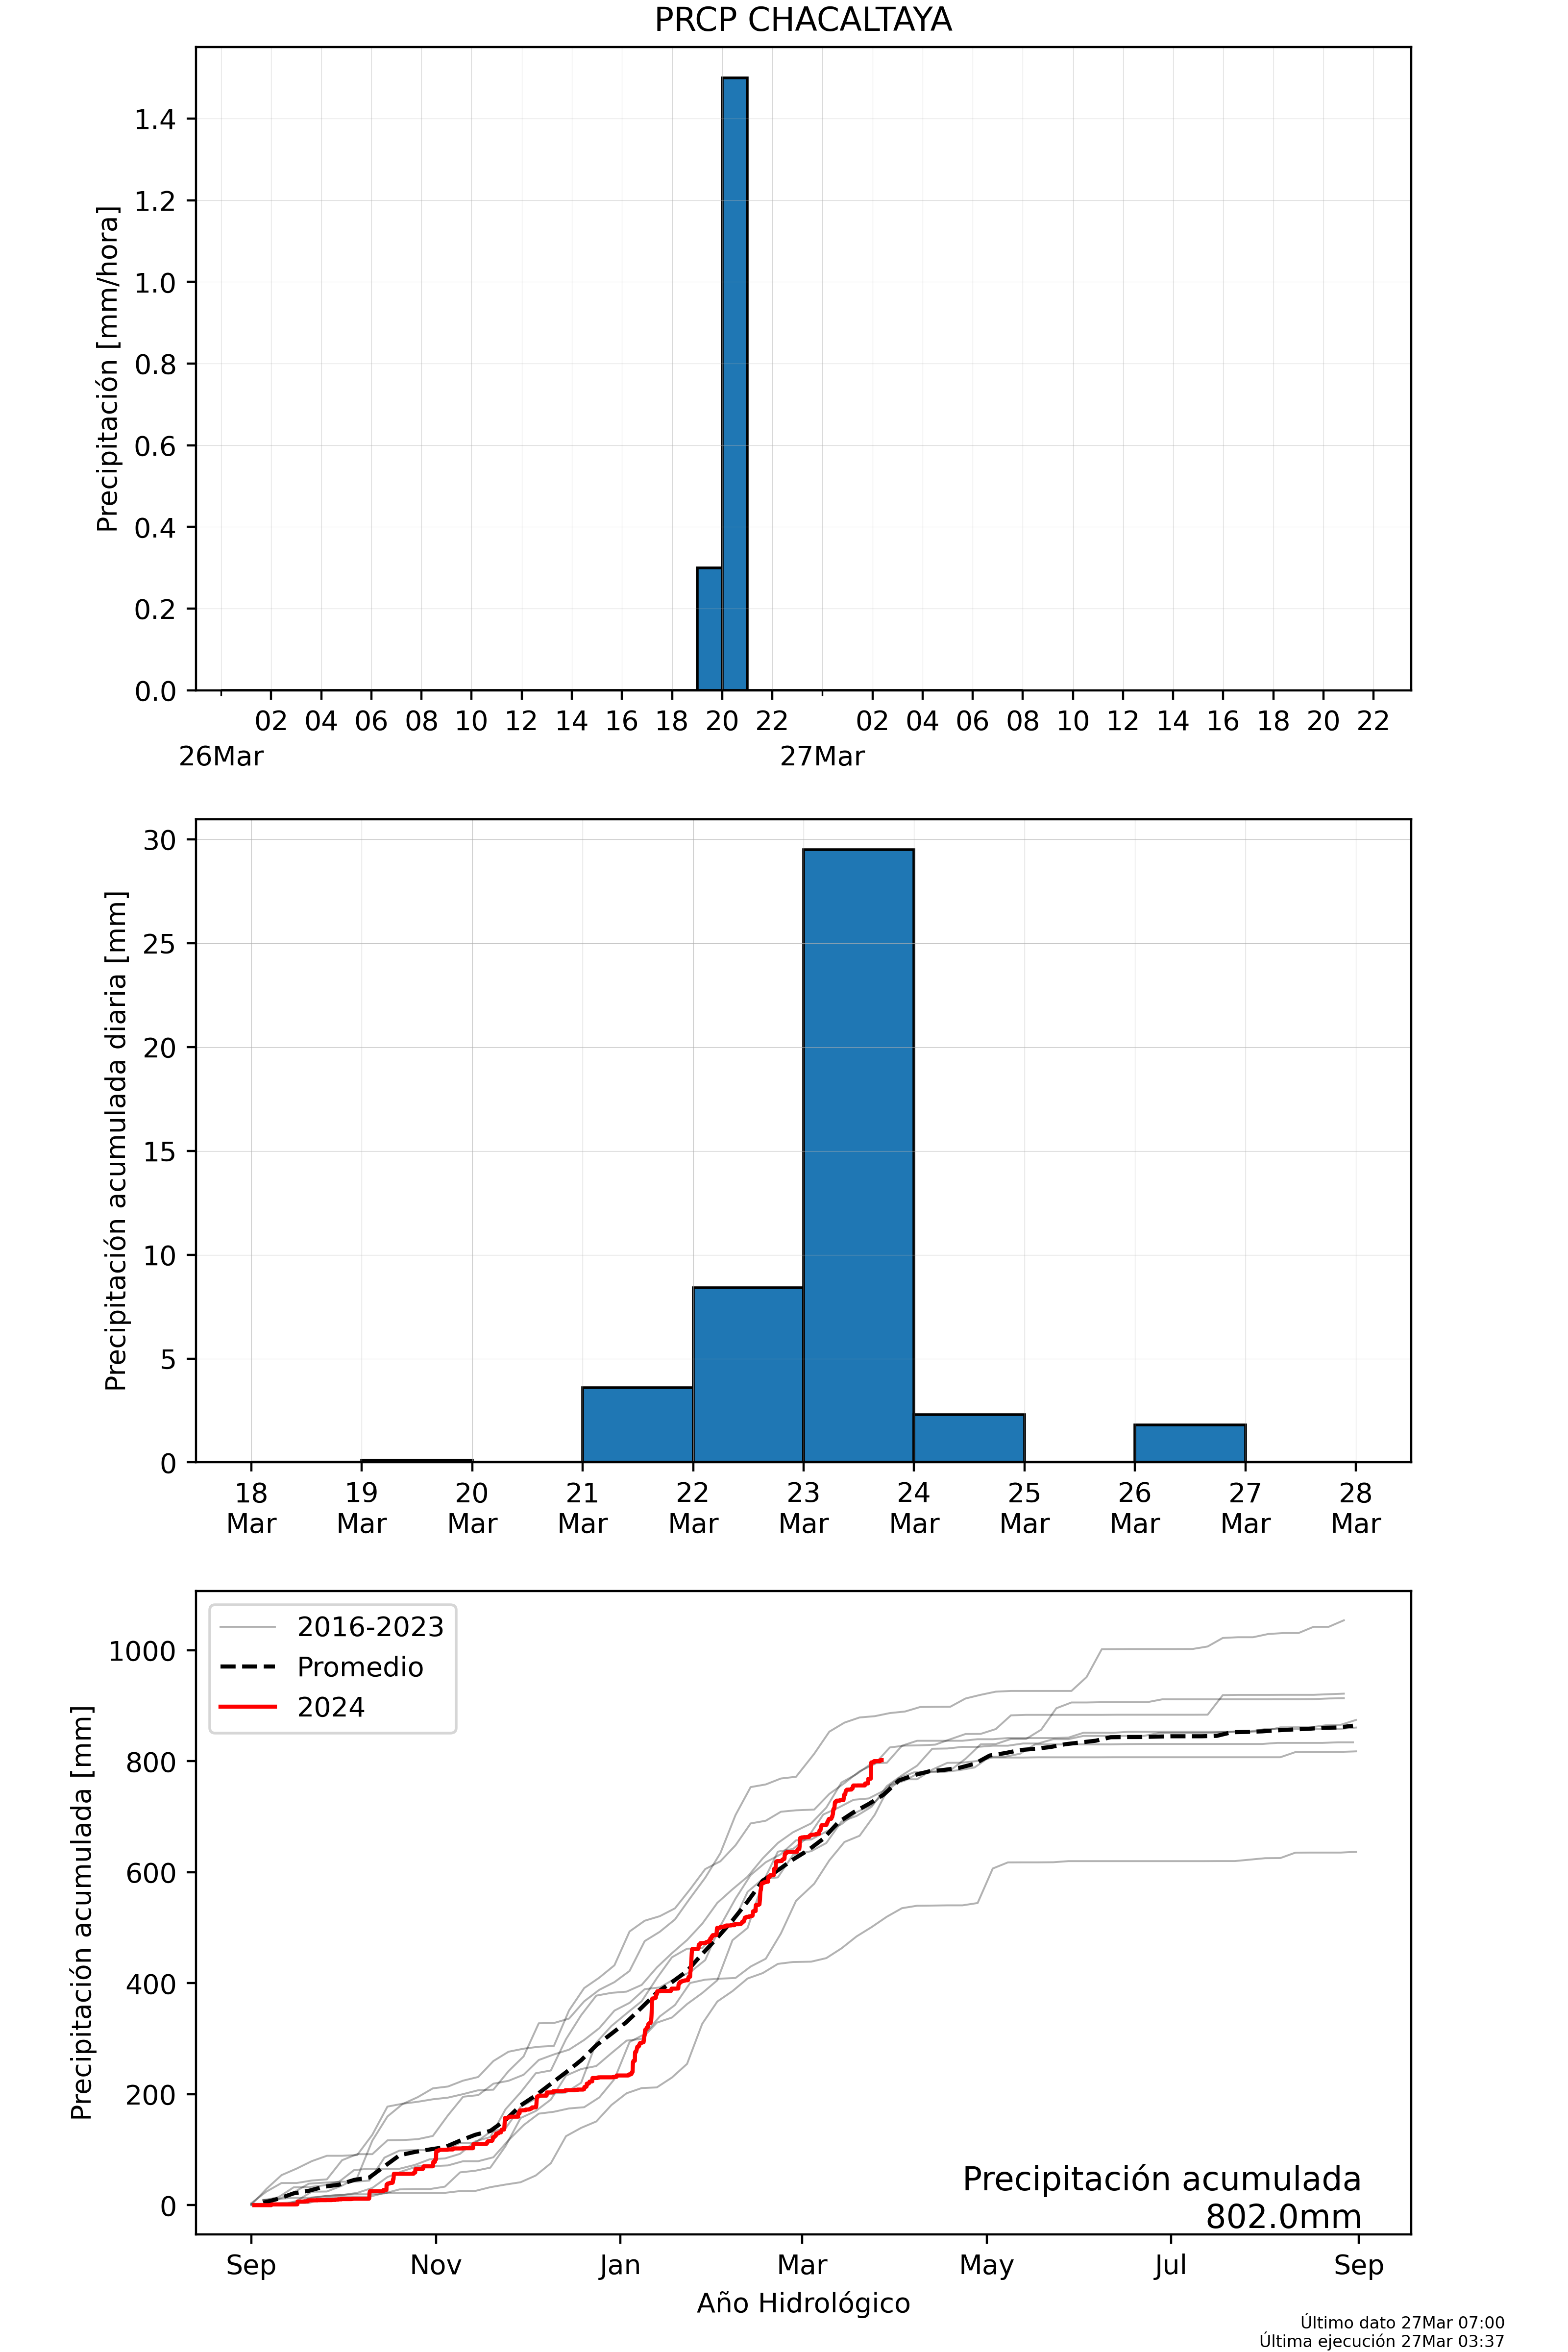 PRCP CHACALTAYA
Precipitación [mm/hora]
1.4
1.2
1.0
0.8
0.6
0.4
0.2
0.0
02 04 06 08 10 12 14 16 18 20 22 02 04 06 08 10 12 14 16 18 20 22
26Mar 27Mar
Precipitación acumulada diaria [mm]
30
25
20
15
10
5
0
18 19 20 21 22 23 24 25 26 27 28
Mar Mar Mar Mar Mar Mar Mar Mar Mar Mar Mar
Precipitación acumulada [mm]
1000
800
600
400
200
0
2016-2023
Promedio
2024
Precipitación acumulada
802.0mm
Sep Nov Jan Mar May Jul Sep
Año Hidrológico
Último dato 27Mar 07:00
Última ejecución 27Mar 03:37